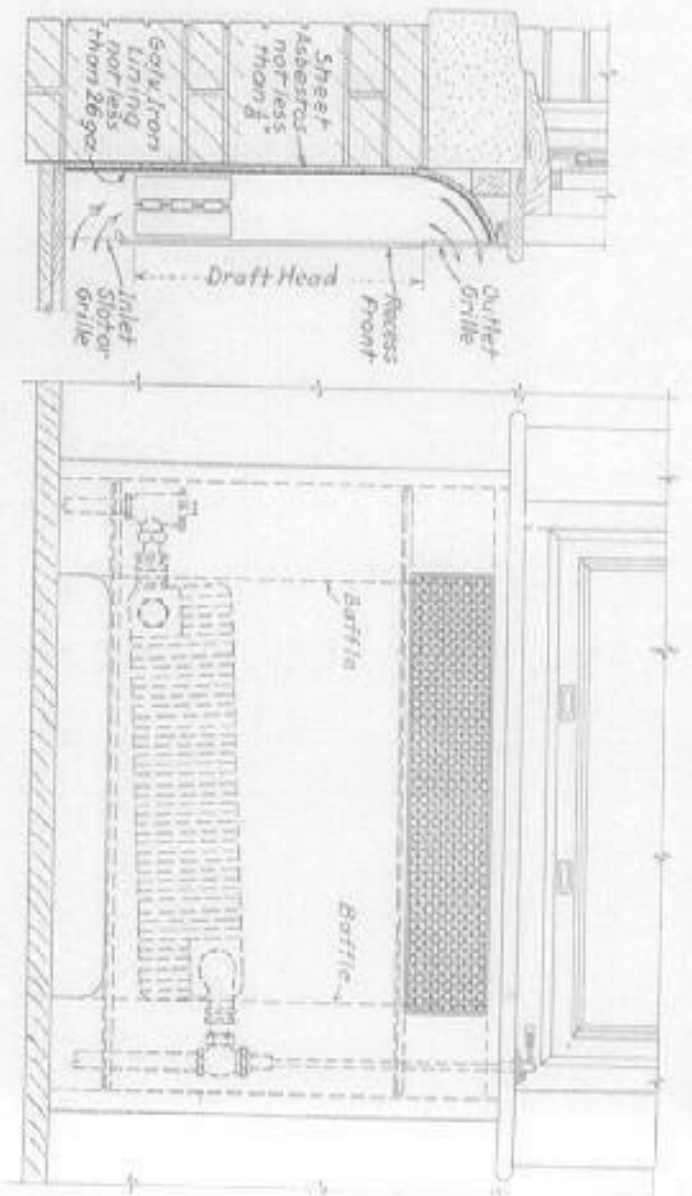 Sheet
Asbestos
not less
than ⅛"
Galv. Iron
Lining
not less
than 26 ga.
Draft Head
Outlet
Grille
Recess
Front
Inlet
Slot or
Grille
Baffle
Baffle